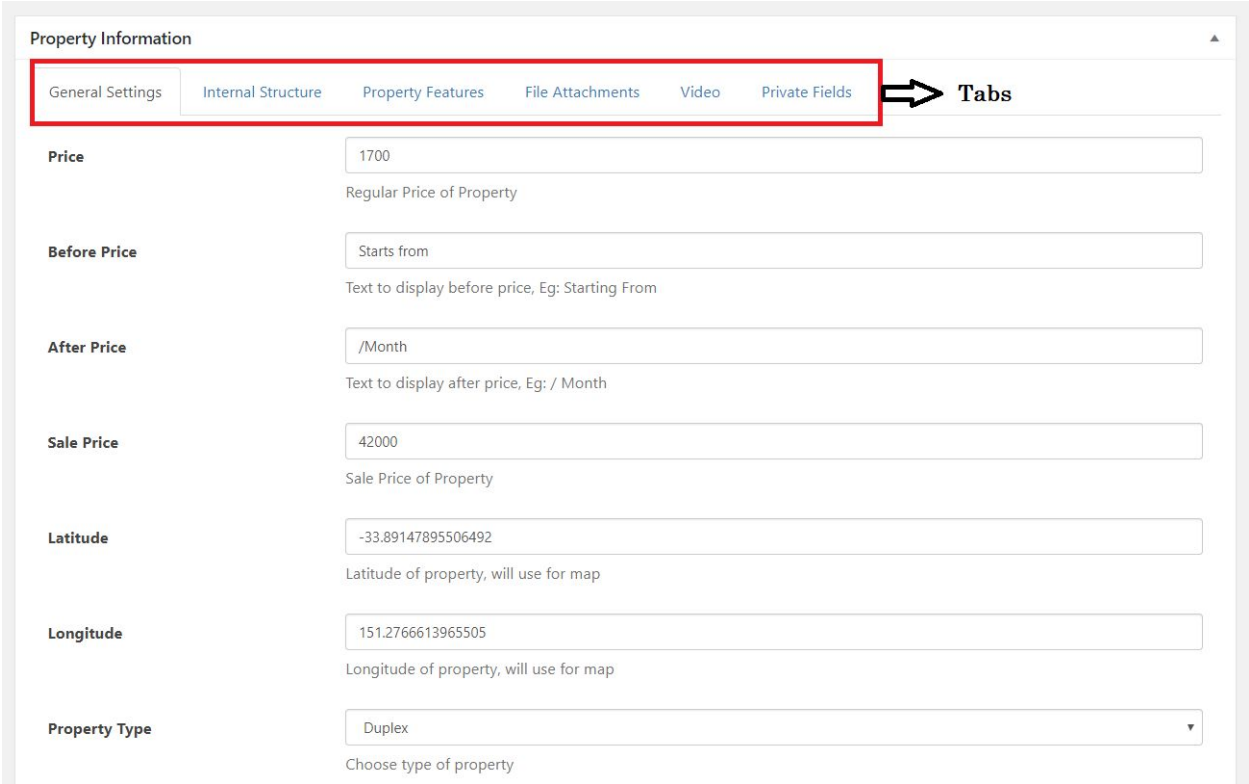 Property Information
General Settings Internal Structure Property Features File Attachments Video Private Fields Tabs
Price 1700
Regular Price of Property
Before Price Starts from
Text to display before price, Eg: Starting From
After Price /Month
Text to display after price, Eg: / Month
Sale Price 42000
Sale Price of Property
Latitude -33.89147895506492
Latitude of property, will use for map
Longitude 151.2766613965505
Longitude of property, will use for map
Property Type Duplex
Choose type of property